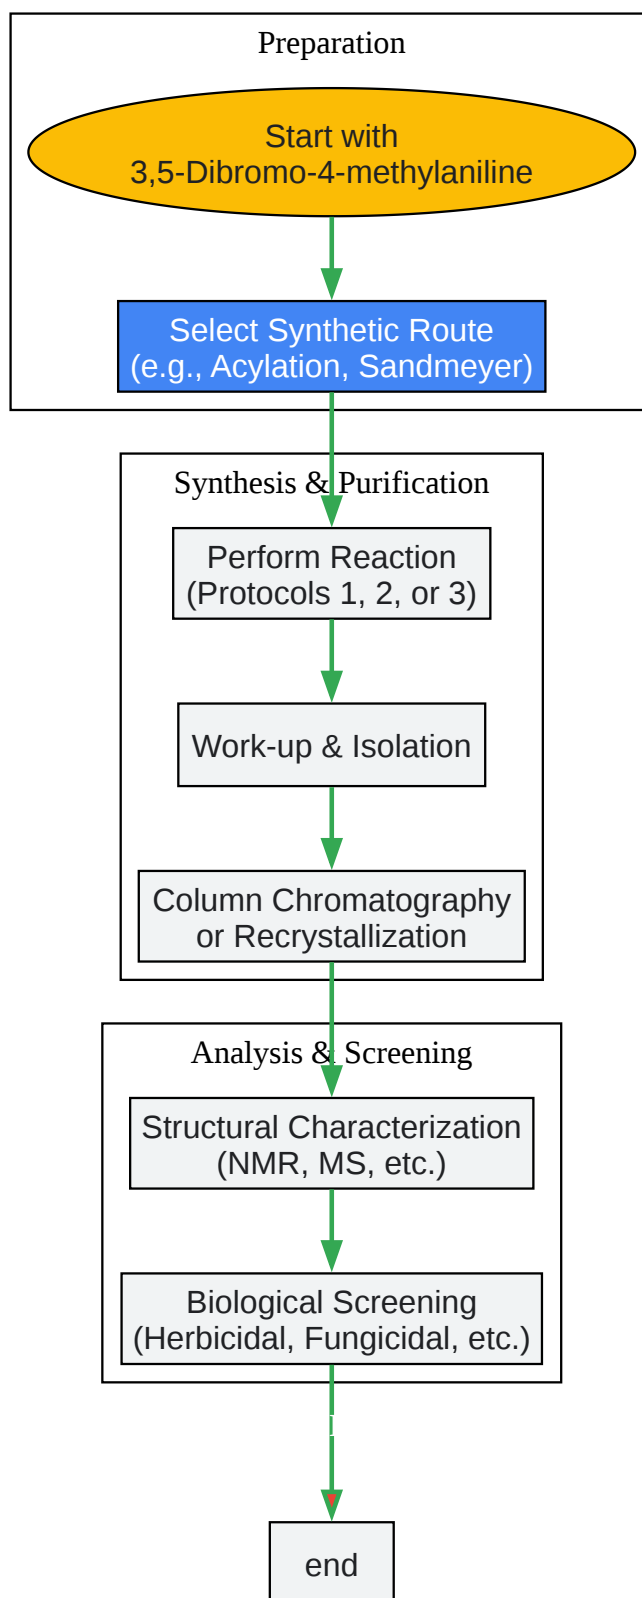 Preparation
Start with
3,5-Dibromo-4-methylaniline
Select Synthetic Route
(e.g., Acylation, Sandmeyer)
Synthesis & Purification
Perform Reaction
(Protocols 1, 2, or 3)
Work-up & Isolation
Column Chromatography
or Recrystallization
Analysis & Screening
Structural Characterization
(NMR, MS, etc.)
Biological Screening
(Herbicidal, Fungicidal, etc.)
end